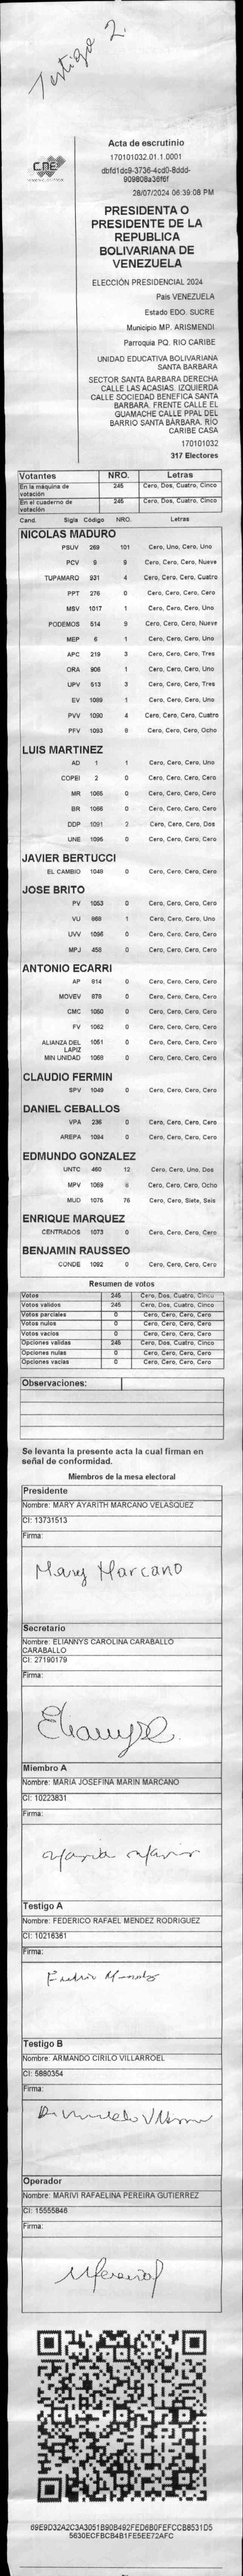 Testigo 2.
CNE
Acta de escrutinio
170101032.01.1.0001
dbfd1dc9-3736-4cd0-8ddd-
909808a36f6f
28/07/2024 06:39:08 PM
PRESIDENTA O
PRESIDENTE DE LA
REPUBLICA
BOLIVARIANA DE
VENEZUELA
ELECCIÓN PRESIDENCIAL 2024
País VENEZUELA
Estado EDO. SUCRE
Municipio MP. ARISMENDI
Parroquia PQ. RIO CARIBE
UNIDAD EDUCATIVA BOLIVARIANA
SANTA BARBARA
SECTOR SANTA BARBARA DERECHA
CALLE LAS ACASIAS. IZQUIERDA
CALLE SOCIEDAD BENEFICA SANTA
BARBARA. FRENTE CALLE EL
GUAMACHE CALLE PPAL DEL
BARRIO SANTA BARBARA. RÍO
CARIBE CASA
170101032
317 Electores
Votantes NRO. Letras
En la máquina de votación 245 Cero, Dos, Cuatro, Cinco
En el cuaderno de votación 245 Cero, Dos, Cuatro, Cinco
Cand. Sigla Código NRO. Letras
NICOLAS MADURO
PSUV 269 101 Cero, Uno, Cero, Uno
PCV 9 9 Cero, Cero, Cero, Nueve
TUPAMARO 931 4 Cero, Cero, Cero, Cuatro
PPT 276 0 Cero, Cero, Cero, Cero
MSV 1017 1 Cero, Cero, Cero, Uno
PODEMOS 514 9 Cero, Cero, Cero, Nueve
MEP 6 1 Cero, Cero, Cero, Uno
APC 219 3 Cero, Cero, Cero, Tres
ORA 906 1 Cero, Cero, Cero, Uno
UPV 513 3 Cero, Cero, Cero, Tres
EV 1089 1 Cero, Cero, Cero, Uno
PVV 1090 4 Cero, Cero, Cero, Cuatro
PFV 1093 8 Cero, Cero, Cero, Ocho
LUIS MARTINEZ
AD 1 1 Cero, Cero, Cero, Uno
COPEI 2 0 Cero, Cero, Cero, Cero
MR 1065 0 Cero, Cero, Cero, Cero
BR 1066 0 Cero, Cero, Cero, Cero
DDP 1091 2 Cero, Cero, Cero, Dos
UNE 1095 0 Cero, Cero, Cero, Cero
JAVIER BERTUCCI
EL CAMBIO 1048 0 Cero, Cero, Cero, Cero
JOSE BRITO
PV 1053 0 Cero, Cero, Cero, Cero
VU 868 1 Cero, Cero, Cero, Uno
UVV 1096 0 Cero, Cero, Cero, Cero
MPJ 458 0 Cero, Cero, Cero, Cero
ANTONIO ECARRI
AP 814 0 Cero, Cero, Cero, Cero
MOVEV 878 0 Cero, Cero, Cero, Cero
CMC 1050 0 Cero, Cero, Cero, Cero
FV 1052 0 Cero, Cero, Cero, Cero
ALIANZA DEL LAPIZ 1051 0 Cero, Cero, Cero, Cero
MIN UNIDAD 1068 0 Cero, Cero, Cero, Cero
CLAUDIO FERMIN
SPV 1049 0 Cero, Cero, Cero, Cero
DANIEL CEBALLOS
VPA 236 0 Cero, Cero, Cero, Cero
AREPA 1094 0 Cero, Cero, Cero, Cero
EDMUNDO GONZALEZ
UNTC 460 12 Cero, Cero, Uno, Dos
MPV 1069 8 Cero, Cero, Cero, Ocho
MUD 1075 76 Cero, Cero, Siete, Seis
ENRIQUE MARQUEZ
CENTRADOS 1073 0 Cero, Cero, Cero, Cero
BENJAMIN RAUSSEO
CONDE 1092 0 Cero, Cero, Cero, Cero
Resumen de votos
Votos 245 Cero, Dos, Cuatro, Cinco
Votos validos 245 Cero, Dos, Cuatro, Cinco
Votos parciales 0 Cero, Cero, Cero, Cero
Votos nulos 0 Cero, Cero, Cero, Cero
Votos vacíos 0 Cero, Cero, Cero, Cero
Opciones validas 245 Cero, Dos, Cuatro, Cinco
Opciones nulas 0 Cero, Cero, Cero, Cero
Opciones vacias 0 Cero, Cero, Cero, Cero
Observaciones:
Se levanta la presente acta la cual firman en
señal de conformidad.
Miembros de la mesa electoral
Presidente
Nombre: MARY AYARITH MARCANO VELASQUEZ
CI: 13731513
Firma:
Mary Marcano
Secretario
Nombre: ELIANNYS CAROLINA CARABALLO
CARABALLO
CI: 27190179
Firma:
Miembro A
Nombre: MARIA JOSEFINA MARIN MARCANO
CI: 10223831
Firma:
Maria Marin
Testigo A
Nombre: FEDERICO RAFAEL MENDEZ RODRIGUEZ
CI: 10216361
Firma:
Testigo B
Nombre: ARMANDO CIRILO VILLARROEL
CI: 5880354
Firma:
Operador
Nombre: MARIVI RAFAELINA PEREIRA GUTIERREZ
CI: 15555846
Firma:
69E9D32A2C3A3051B90B492FED6B0FEFCCB8531D5
5630ECFBCB4B1FE5EE72AFC